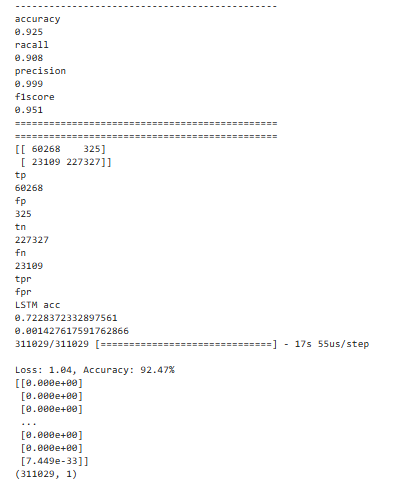 ----------------------------------------------
accuracy
0.925
racall
0.908
precision
0.999
f1score
0.951
==============================================
==============================================
[[ 60268    325]
 [ 23109 227327]]
tp
60268
fp
325
tn
227327
fn
23109
tpr
fpr
LSTM acc
0.7228372332897561
0.001427617591762866
311029/311029 [==============================] - 17s 55us/step
Loss: 1.04, Accuracy: 92.47%
[[0.000e+00]
 [0.000e+00]
 [0.000e+00]
 ...
 [0.000e+00]
 [0.000e+00]
 [7.449e-33]]
(311029, 1)